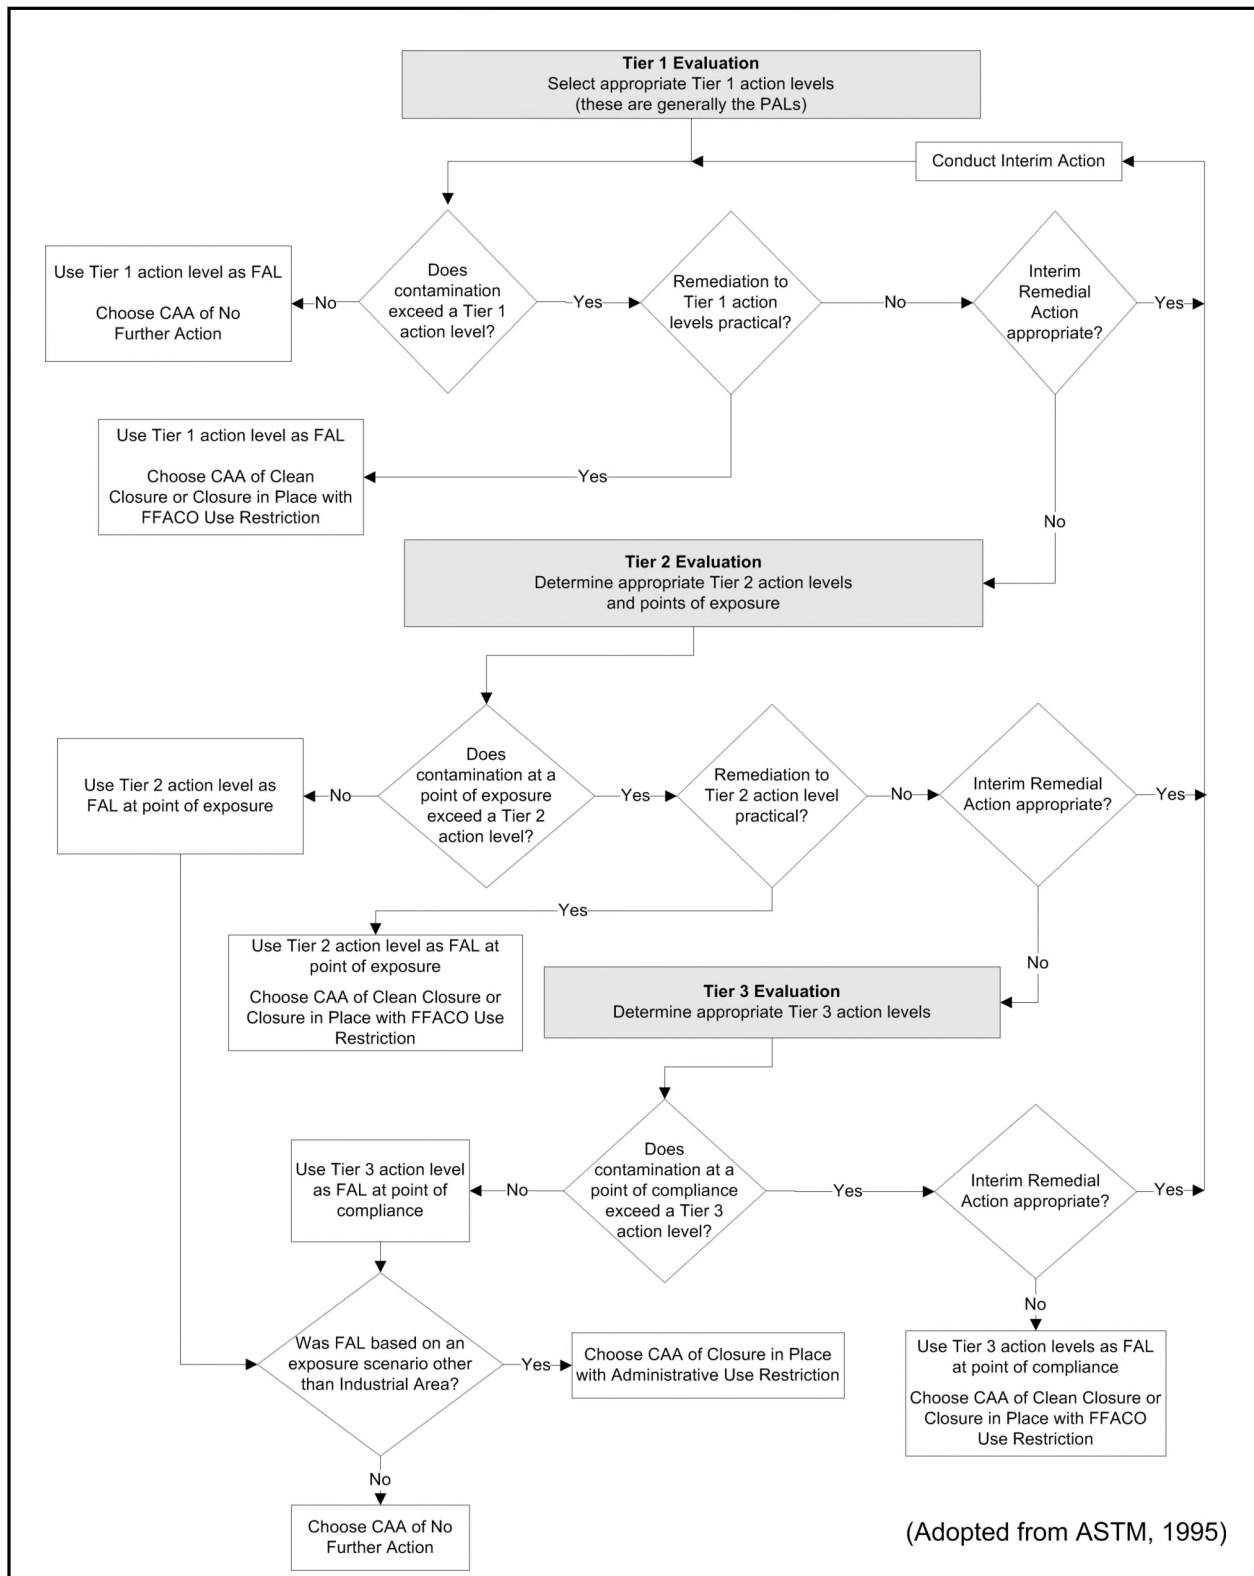 Tier 1 Evaluation
Select appropriate Tier 1 action levels
(these are generally the PALs)
Conduct Interim Action
Use Tier 1 action level as FAL
Choose CAA of No
Further Action
No
Does
contamination
exceed a Tier 1
action level?
Yes
Remediation to
Tier 1 action
levels practical?
No
Interim
Remedial
Action
appropriate?
Yes
Use Tier 1 action level as FAL
Choose CAA of Clean
Closure or Closure in Place with
FFACO Use Restriction
Yes
No
Tier 2 Evaluation
Determine appropriate Tier 2 action levels
and points of exposure
Use Tier 2 action level as
FAL at point of exposure
No
Does
contamination at a
point of exposure
exceed a Tier 2
action level?
Yes
Remediation to
Tier 2 action level
practical?
No
Interim Remedial
Action appropriate?
Yes
Yes
Use Tier 2 action level as FAL at
point of exposure
Choose CAA of Clean Closure or
Closure in Place with FFACO Use
Restriction
No
Tier 3 Evaluation
Determine appropriate Tier 3 action levels
Use Tier 3 action level
as FAL at point of
compliance
No
Does
contamination at a
point of compliance
exceed a Tier 3
action level?
Yes
Interim Remedial
Action appropriate?
Yes
No
Was FAL based on an
exposure scenario other
than Industrial Area?
Yes
Choose CAA of Closure in Place
with Administrative Use Restriction
Use Tier 3 action levels as FAL
at point of compliance
Choose CAA of Clean Closure or
Closure in Place with FFACO
Use Restriction
No
Choose CAA of No
Further Action
(Adopted from ASTM, 1995)